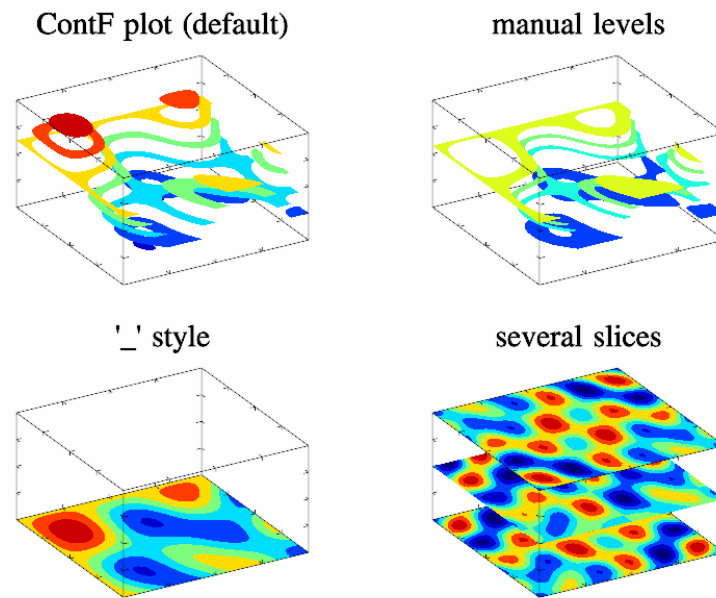 ContF plot (default)
manual levels
'_' style
several slices